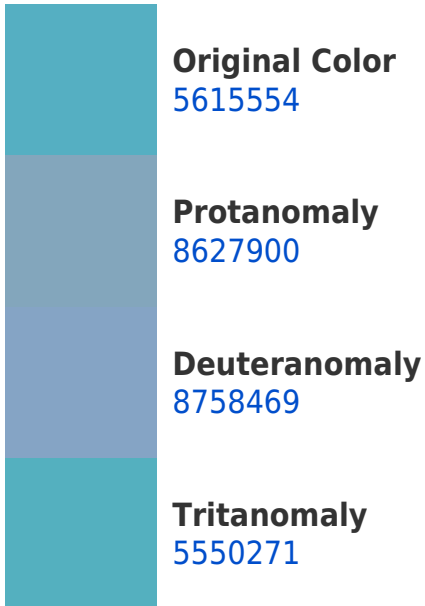 Original Color
5615554
Protanomaly
8627900
Deuteranomaly
8758469
Tritanomaly
5550271